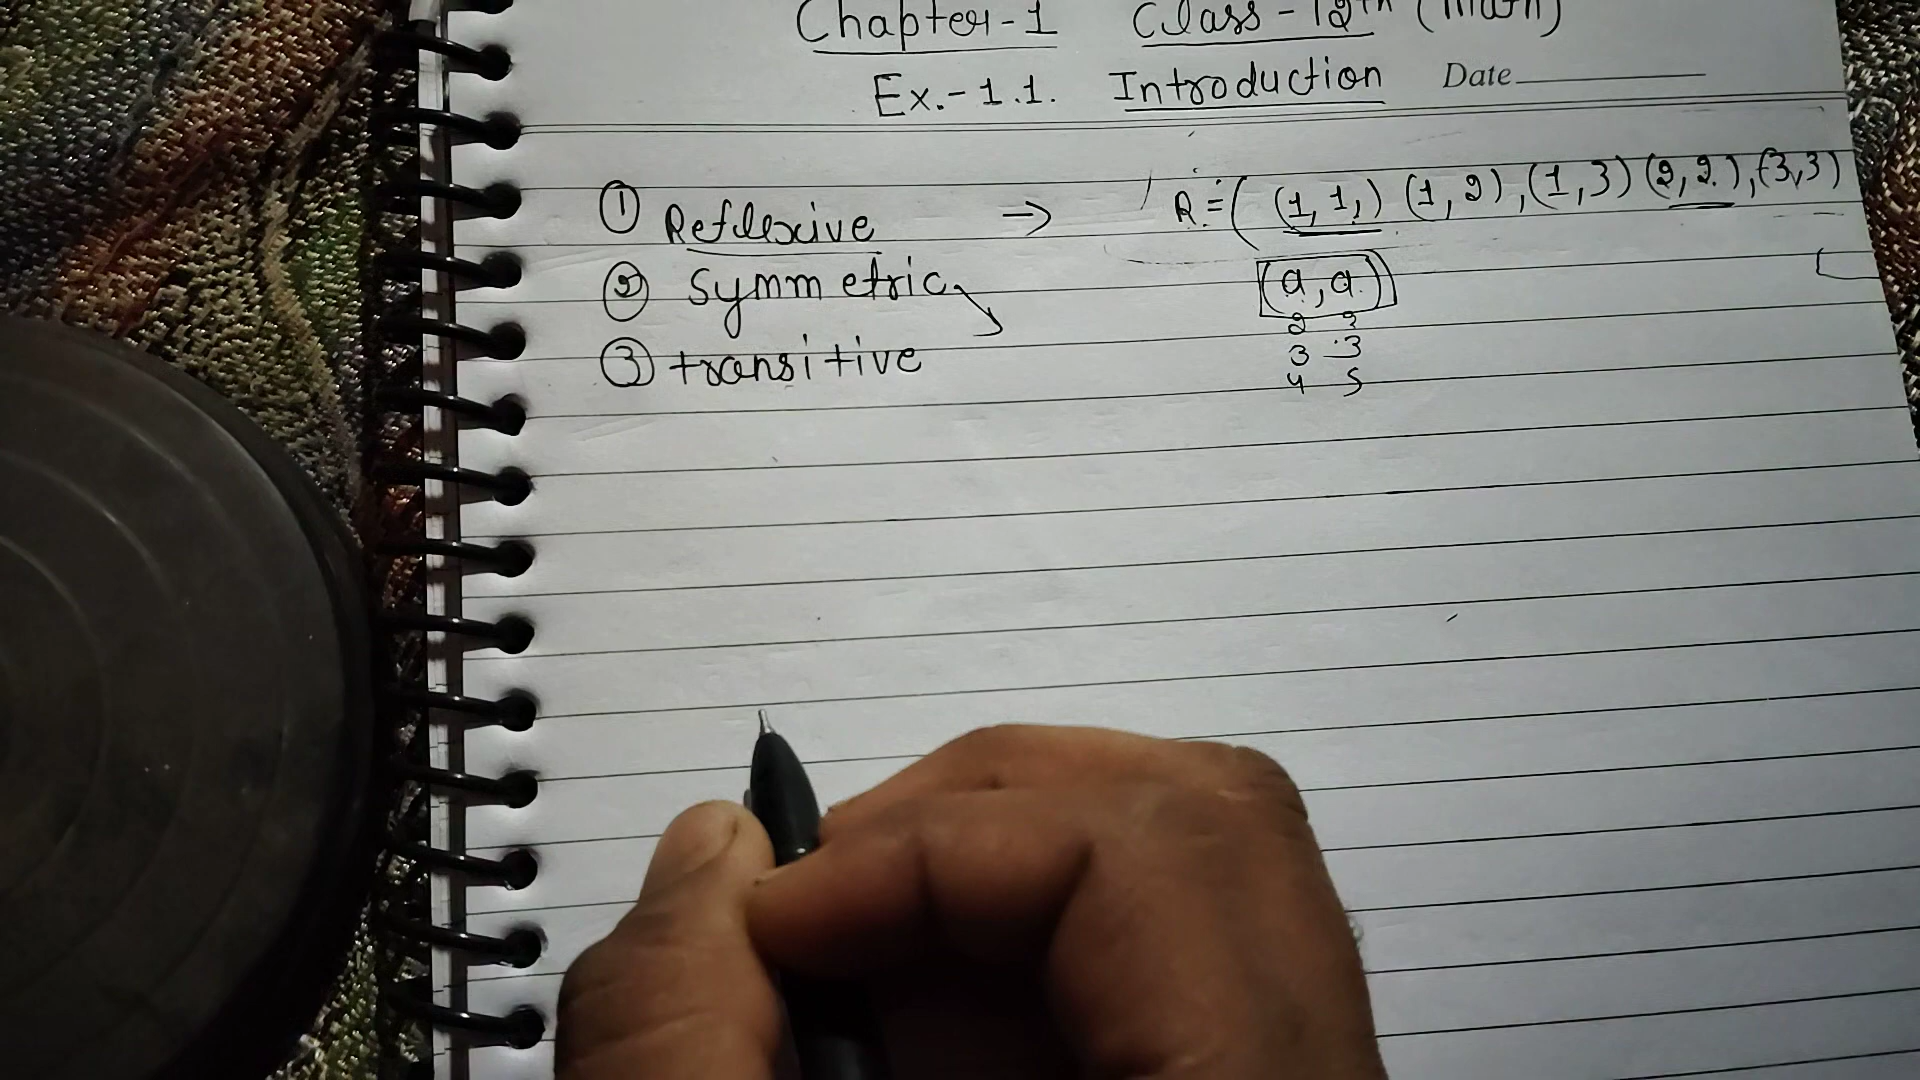 Chapter-1 Class-12th (Math)
Ex.-1.1. Introduction Date
① Reflexive → R = ( (1, 1,) (1, 2), (1, 3) (2, 2), (3, 3)
② Symmetric (a, a)
2 2
③ transitive 3 3
4 5